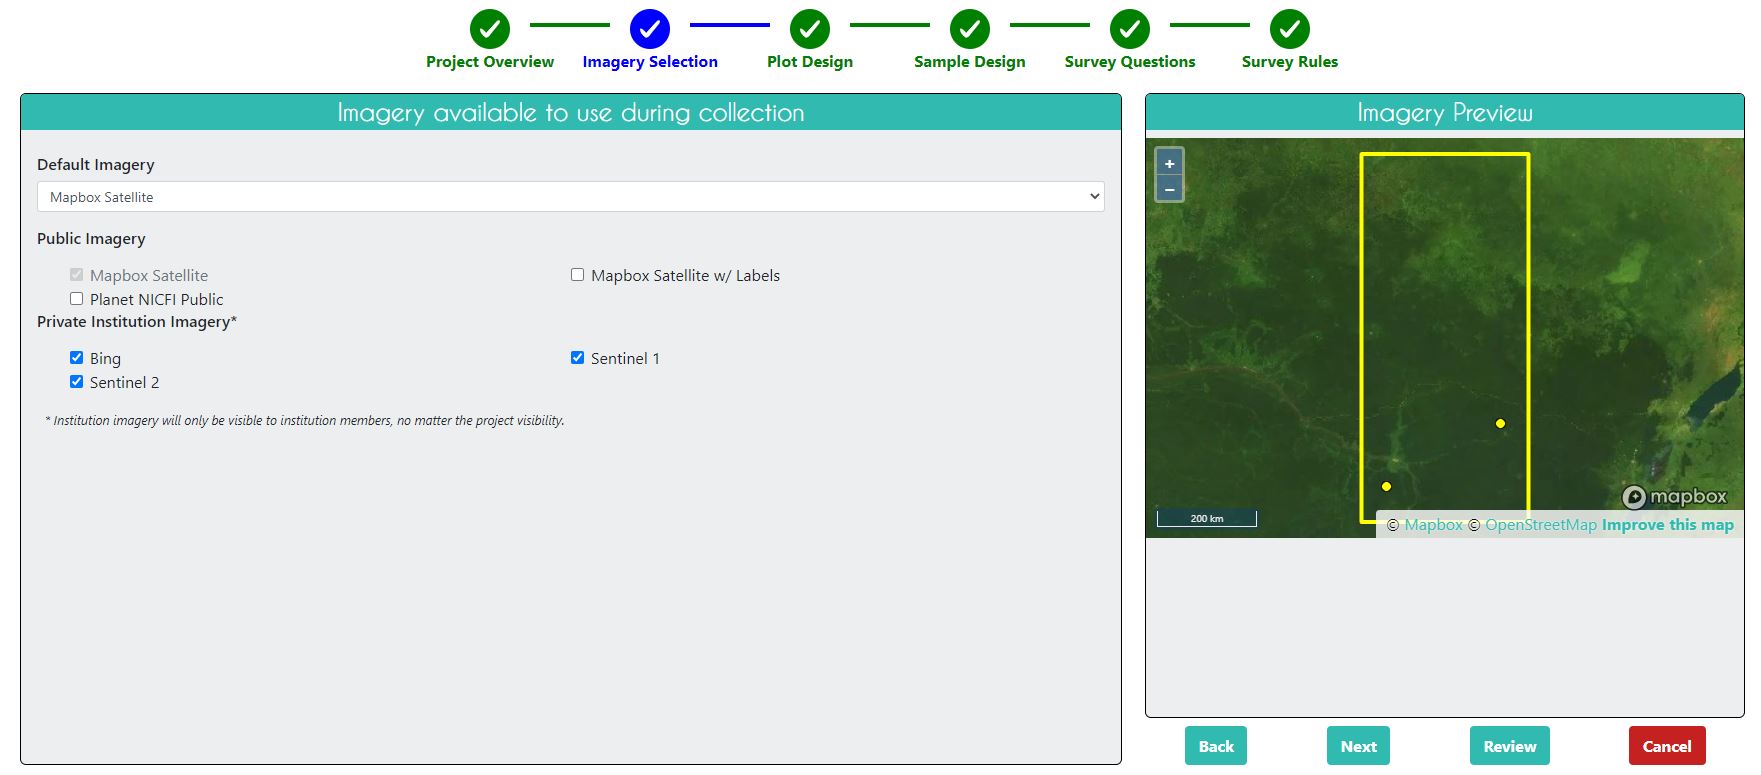 Project Overview
Imagery Selection
Plot Design
Sample Design
Survey Questions
Survey Rules
Imagery available to use during collection
Default Imagery
Mapbox Satellite
Public Imagery
Mapbox Satellite
Mapbox Satellite w/ Labels
Planet NICFI Public
Private Institution Imagery*
Bing
Sentinel 1
Sentinel 2
* Institution imagery will only be visible to institution members, no matter the project visibility.
Imagery Preview
+
−
mapbox
200 km
© Mapbox © OpenStreetMap Improve this map
Back
Next
Review
Cancel